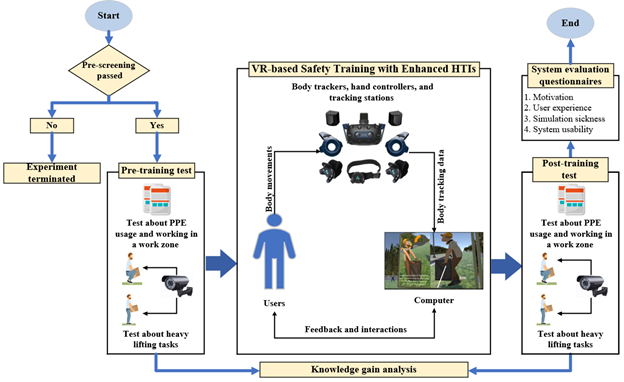 Start
Pre-screening
passed
No
Yes
Experiment
terminated
Pre-training test
Test about PPE
usage and working in
a work zone
Test about heavy
lifting tasks
VR-based Safety Training with Enhanced HTIs
Body trackers, hand controllers, and
tracking stations
Body movements
Body tracking data
Users
Computer
Feedback and interactions
End
System evaluation
questionnaires
1. Motivation
2. User experience
3. Simulation sickness
4. System usability
Post-training
test
Test about PPE
usage and working in
a work zone
Test about heavy
lifting tasks
Knowledge gain analysis